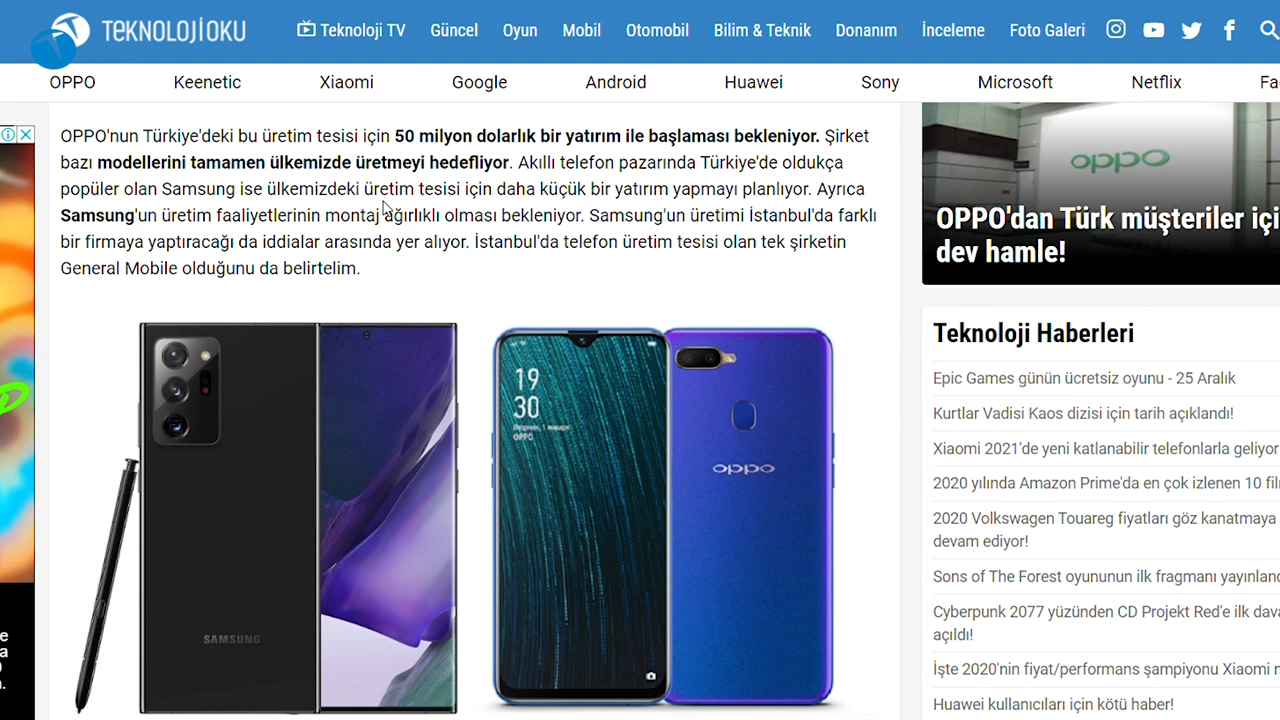 TEKNOLOJİOKU
Teknoloji TV Güncel Oyun Mobil Otomobil Bilim & Teknik Donanım İnceleme Foto Galeri
OPPO Keenetic Xiaomi Google Android Huawei Sony Microsoft Netflix Fa
OPPO'nun Türkiye'deki bu üretim tesisi için 50 milyon dolarlık bir yatırım ile başlaması bekleniyor. Şirket
bazı modellerini tamamen ülkemizde üretmeyi hedefliyor. Akıllı telefon pazarında Türkiye'de oldukça
popüler olan Samsung ise ülkemizdeki üretim tesisi için daha küçük bir yatırım yapmayı planlıyor. Ayrıca
Samsung'un üretim faaliyetlerinin montaj ağırlıklı olması bekleniyor. Samsung'un üretimi İstanbul'da farklı
bir firmaya yaptıracağı da iddialar arasında yer alıyor. İstanbul'da telefon üretim tesisi olan tek şirketin
General Mobile olduğunu da belirtelim.
SAMSUNG
19
30
OPPO
oppo
oppo
OPPO'dan Türk müşteriler içi
dev hamle!
Teknoloji Haberleri
Epic Games günün ücretsiz oyunu - 25 Aralık
Kurtlar Vadisi Kaos dizisi için tarih açıklandı!
Xiaomi 2021'de yeni katlanabilir telefonlarla geliyor
2020 yılında Amazon Prime'da en çok izlenen 10 fil
2020 Volkswagen Touareg fiyatları göz kanatmaya
devam ediyor!
Sons of The Forest oyununun ilk fragmanı yayınlan
Cyberpunk 2077 yüzünden CD Projekt Red'e ilk dav
açıldı!
İşte 2020'nin fiyat/performans şampiyonu Xiaomi
Huawei kullanıcıları için kötü haber!